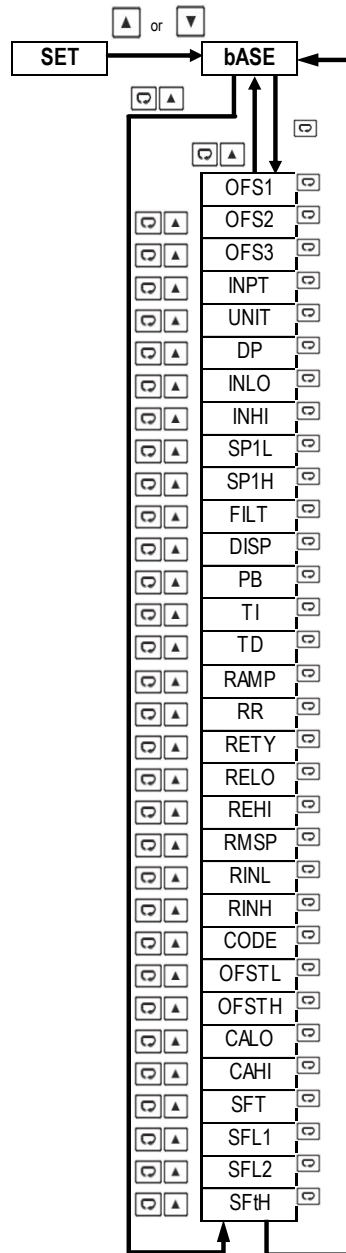 or
SET
bASE
OFS1
OFS2
OFS3
INPT
UNIT
DP
INLO
INHI
SP1L
SP1H
FILT
DISP
PB
TI
TD
RAMP
RR
RETY
RELO
REHI
RMSP
RINL
RINH
CODE
OFSTL
OFSTH
CALO
CAHI
SFT
SFL1
SFL2
SFtH